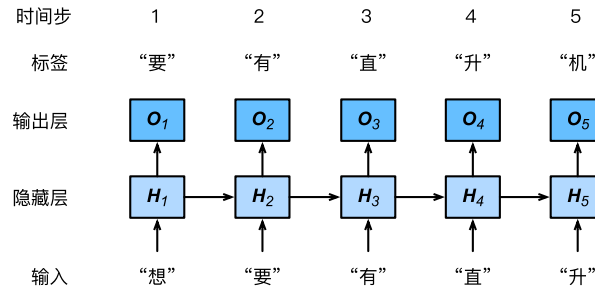 时间步 1 2 3 4 5
标签 “要” “有” “直” “升” “机”
输出层 O1 O2 O3 O4 O5
隐藏层 H1 H2 H3 H4 H5
输入 “想” “要” “有” “直” “升”